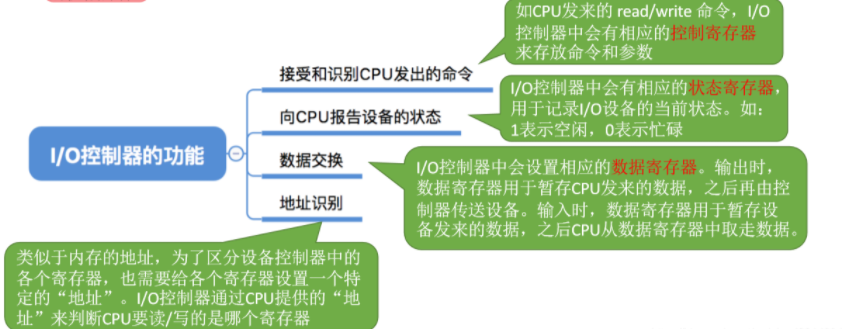 如CPU发来的 read/write 命令，I/O
控制器中会有相应的控制寄存器
来存放命令和参数
接受和识别CPU发出的命令
I/O控制器中会有相应的状态寄存器，
用于记录I/O设备的当前状态。如：
1表示空闲，0表示忙碌
向CPU报告设备的状态
I/O控制器的功能
数据交换
I/O控制器中会设置相应的数据寄存器。输出时，
数据寄存器用于暂存CPU发来的数据，之后再由控
制器传送设备。输入时，数据寄存器用于暂存设
备发来的数据，之后CPU从数据寄存器中取走数据。
地址识别
类似于内存的地址，为了区分设备控制器中的
各个寄存器，也需要给各个寄存器设置一个特
定的“地址”。I/O控制器通过CPU提供的“地
址”来判断CPU要读/写的是哪个寄存器